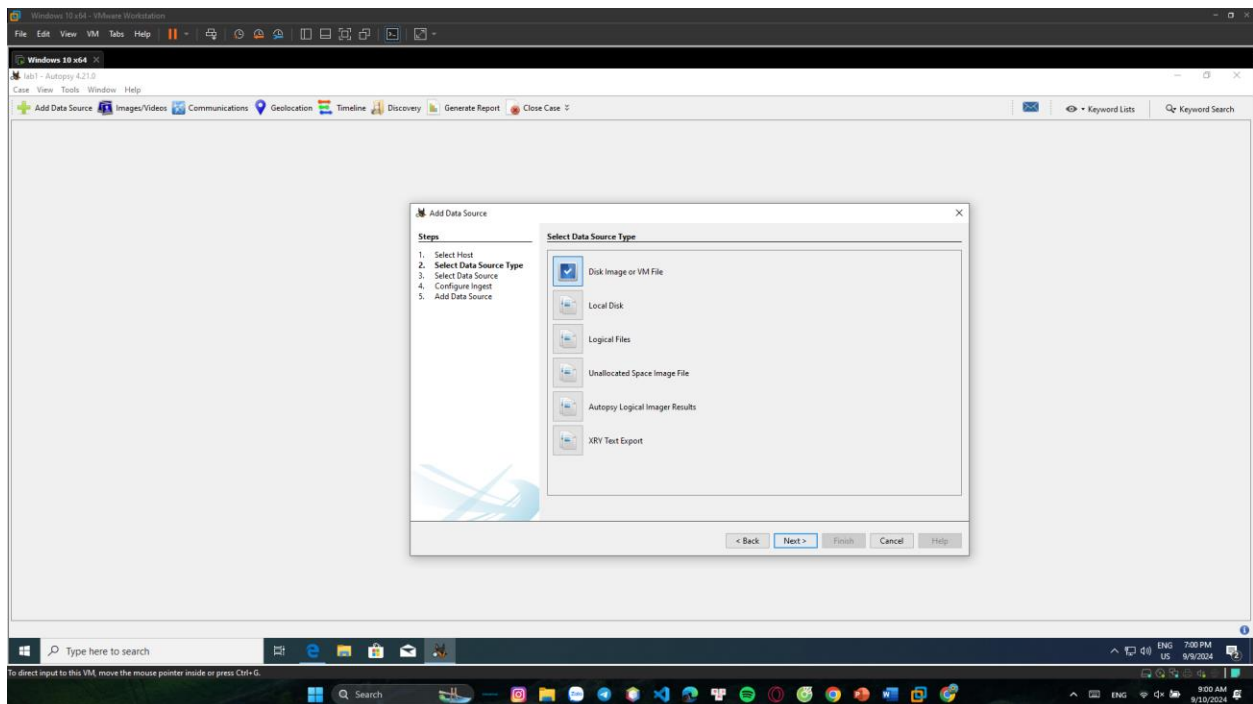 Windows 10 x64 - VMware Workstation
File Edit View VM Tabs Help
Windows 10 x64
lab1 - Autopsy 4.21.0
Case View Tools Window Help
Add Data Source Images/Videos Communications Geolocation Timeline Discovery Generate Report Close Case Keyword Lists Keyword Search
Add Data Source
Steps
1. Select Host
2. Select Data Source Type
3. Select Data Source
4. Configure Ingest
5. Add Data Source
Select Data Source Type
Disk Image or VM File
Local Disk
Logical Files
Unallocated Space Image File
Autopsy Logical Imager Results
XRY Text Export
< Back Next > Finish Cancel Help
Type here to search
ENG 7:00 PM
US 9/9/2024
2
To direct input to this VM, move the mouse pointer inside or press Ctrl+G.
Search
ENG 9:00 AM
9/10/2024